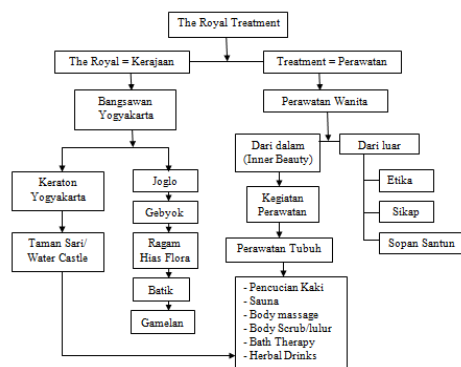 The Royal Treatment
The Royal = Kerajaan
Treatment = Perawatan
Bangsawan
Yogyakarta
Perawatan Wanita
Dari dalam
(Inner Beauty)
Dari luar
Keraton
Yogyakarta
Joglo
Etika
Gebyok
Kegiatan
Perawatan
Sikap
Taman Sari/
Water Castle
Ragam
Hias Flora
Perawatan Tubuh
Sopan Santun
Batik
Gamelan
- Pencucian Kaki
- Sauna
- Body massage
- Body Scrub/lulur
- Bath Therapy
- Herbal Drinks